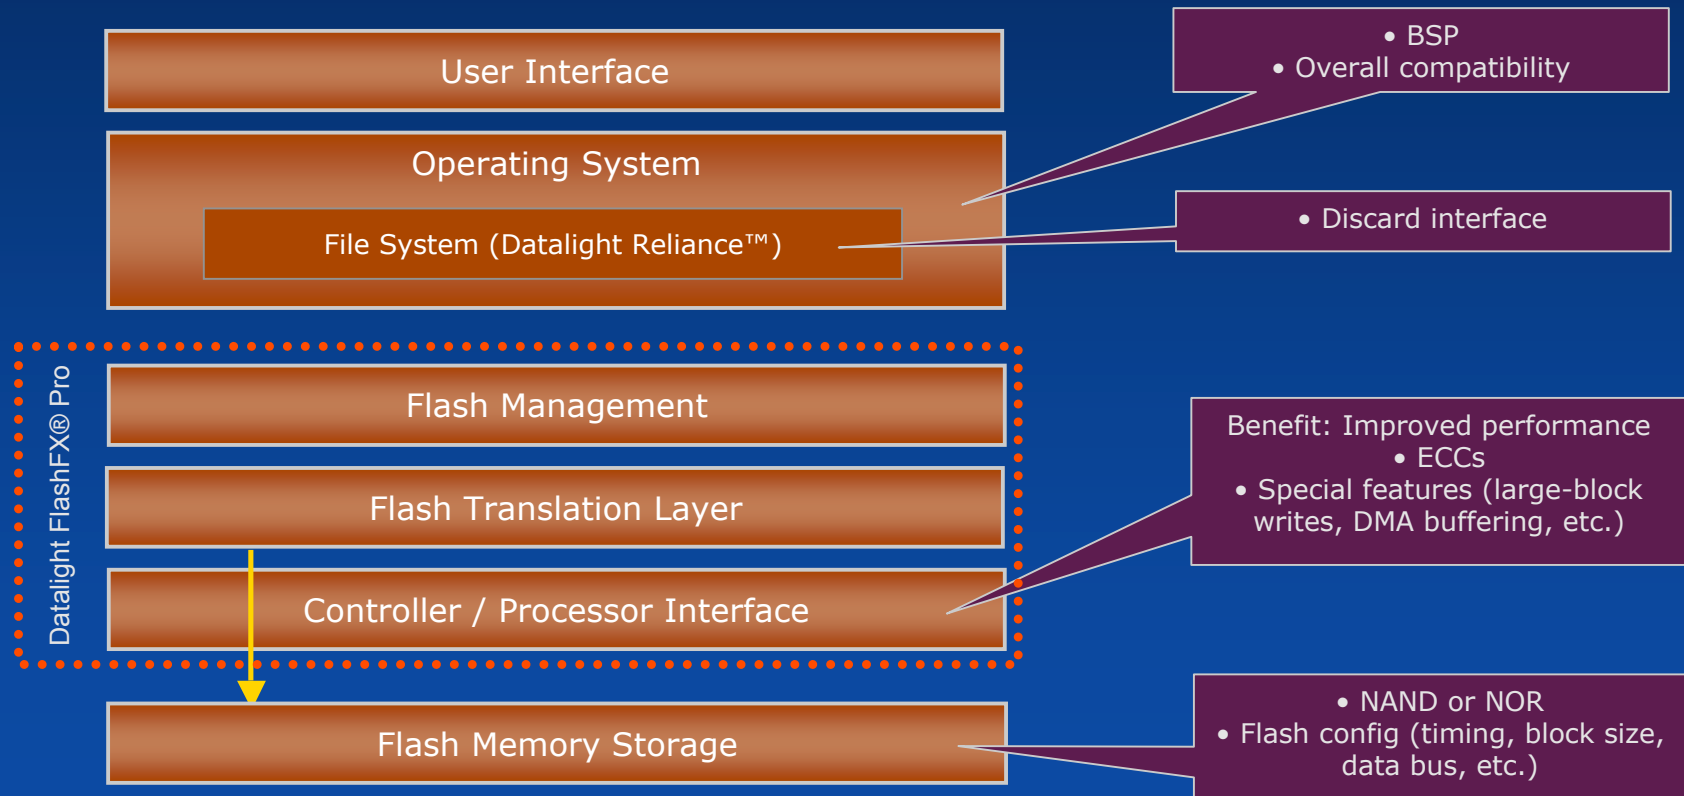 User Interface
• BSP
• Overall compatibility
Operating System
File System (Datalight Reliance™)
• Discard interface
Datalight FlashFX® Pro
Flash Management
Flash Translation Layer
Controller / Processor Interface
Benefit: Improved performance
• ECCs
• Special features (large-block
writes, DMA buffering, etc.)
Flash Memory Storage
• NAND or NOR
• Flash config (timing, block size,
data bus, etc.)